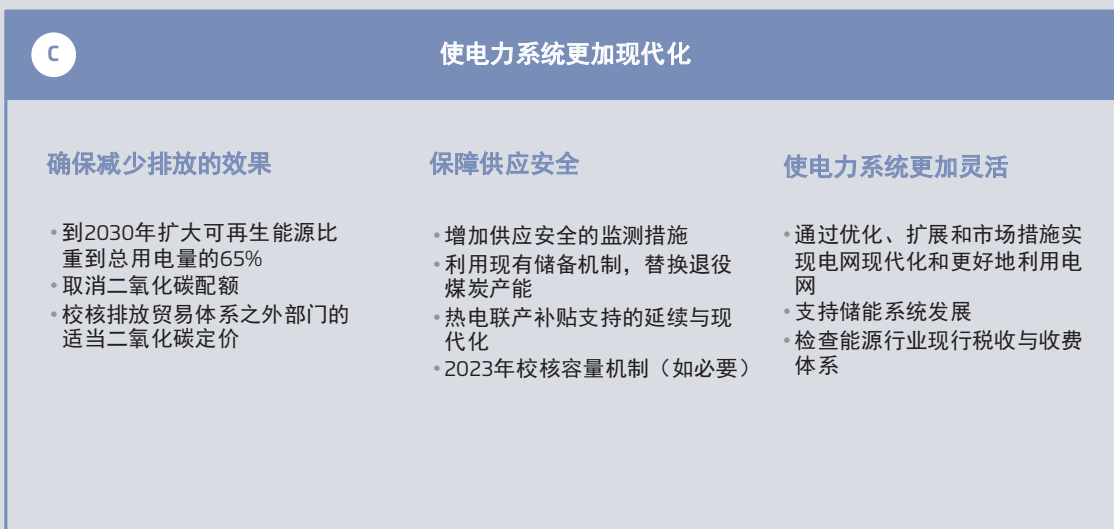 C
使电力系统更加现代化
确保减少排放的效果
•到2030年扩大可再生能源比
重到总用电量的65%
•取消二氧化碳配额
•校核排放贸易体系之外部门的
适当二氧化碳定价
保障供应安全
•增加供应安全的监测措施
•利用现有储备机制，替换退役
煤炭产能
•热电联产补贴支持的延续与现
代化
•2023年校核容量机制（如必要）
使电力系统更加灵活
•通过优化、扩展和市场措施实
现电网现代化和更好地利用电
网
•支持储能系统发展
•检查能源行业现行税收与收费
体系